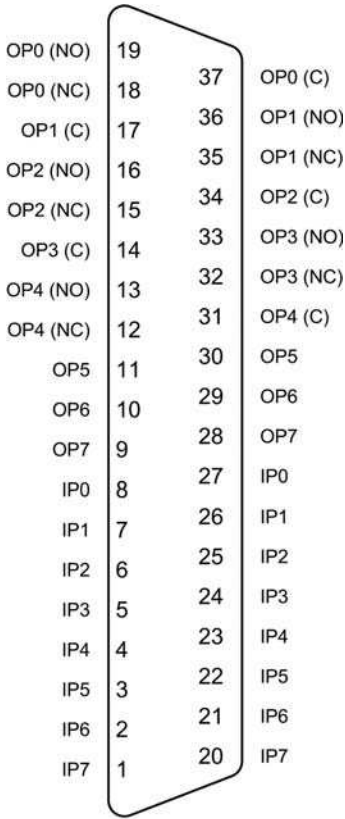 OP0 (NO) 19
37 OP0 (C)
OP0 (NC) 18
36 OP1 (NO)
OP1 (C) 17
35 OP1 (NC)
OP2 (NO) 16
34 OP2 (C)
OP2 (NC) 15
33 OP3 (NO)
OP3 (C) 14
32 OP3 (NC)
OP4 (NO) 13
31 OP4 (C)
OP4 (NC) 12
30 OP5
OP5 11
29 OP6
OP6 10
28 OP7
OP7 9
27 IP0
IP0 8
26 IP1
IP1 7
25 IP2
IP2 6
24 IP3
IP3 5
23 IP4
IP4 4
22 IP5
IP5 3
21 IP6
IP6 2
20 IP7
IP7 1